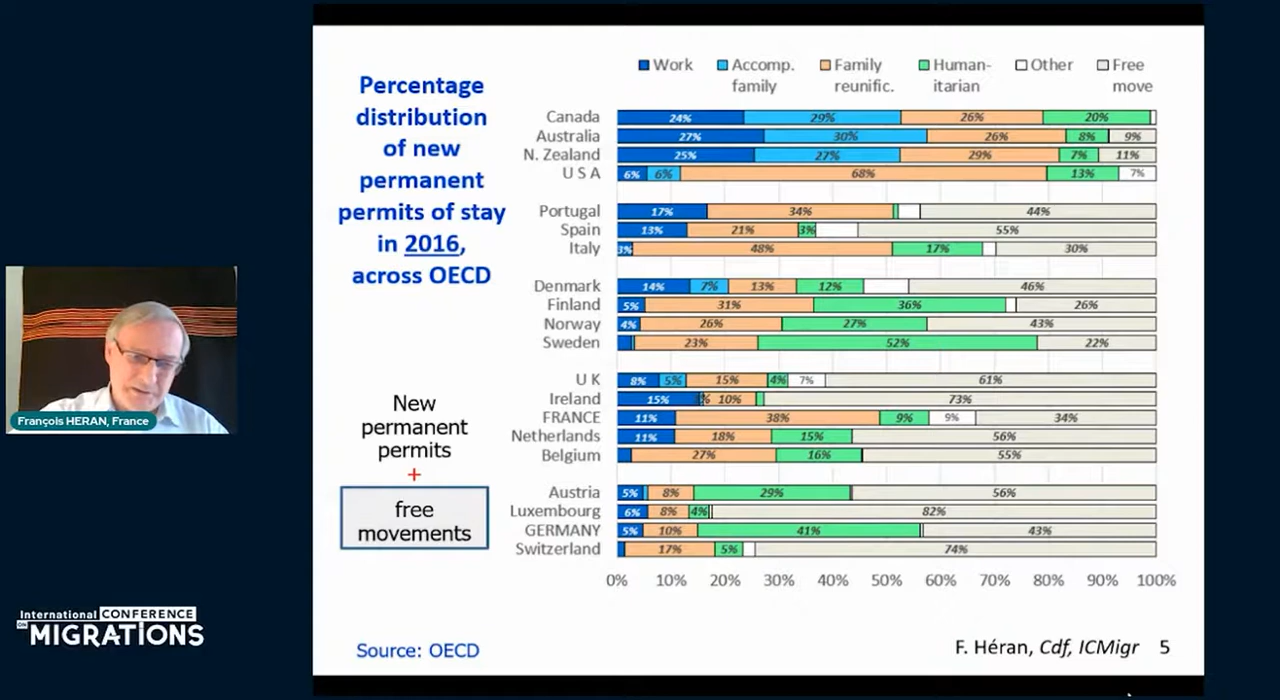 Work
Accomp.
family
Family
reunific.
Human-
itarian
Other
Free
move
Percentage
distribution
of new
permanent
permits of stay
in 2016,
across OECD
Canada 24% 29% 26% 20%
Australia 27% 30% 26% 8% 9%
N. Zealand 25% 27% 29% 7% 11%
U S A 6% 6% 68% 13% 7%
Portugal 17% 34% 44%
Spain 13% 21% 3% 55%
Italy 3% 48% 17% 30%
Denmark 14% 7% 13% 12% 46%
Finland 5% 31% 36% 26%
Norway 4% 26% 27% 43%
Sweden 23% 52% 22%
U K 8% 5% 15% 4% 7% 61%
Ireland 15% 10% 73%
FRANCE 11% 38% 9% 9% 34%
Netherlands 11% 18% 15% 56%
Belgium 27% 16% 55%
Austria 5% 8% 29% 56%
Luxembourg 6% 8% 4% 82%
GERMANY 5% 10% 41% 43%
Switzerland 17% 5% 74%
0% 10% 20% 30% 40% 50% 60% 70% 80% 90% 100%
New
permanent
permits
+
free
movements
François HERAN, France
International CONFERENCE
ON MIGRATIONS
Source: OECD
F. Héran, Cdf, ICMigr 5